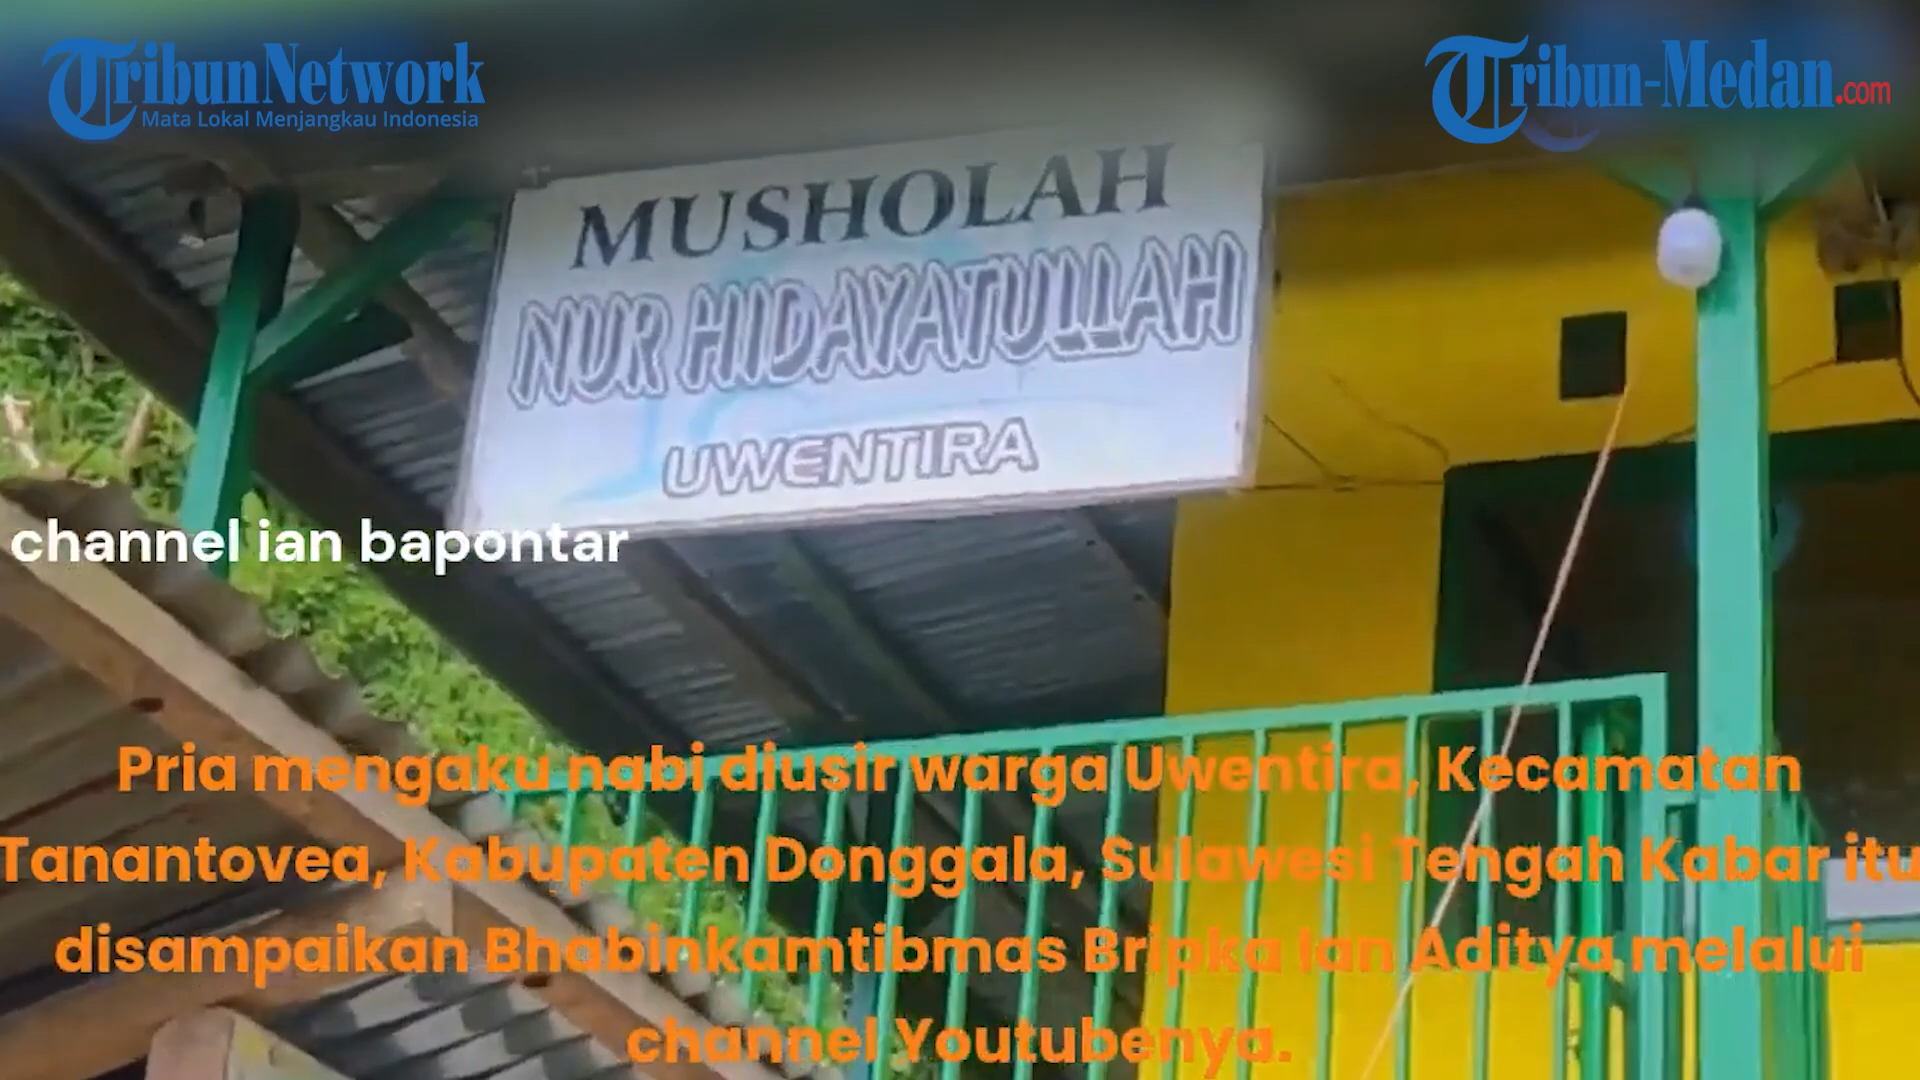 TribunNetwork
Mata Lokal Menjangkau Indonesia
Tribun-Medan.com
MUSHOLAH
NUR HIDAYATULLAH
UWENTIRA
channel ian bapontar
Pria mengaku nabi diusir warga Uwentira, Kecamatan
Tanantovea, Kabupaten Donggala, Sulawesi Tengah Kabar itu
disampaikan Bhabinkamtibmas Bripka Ian Aditya melalui
channel Youtubenya.